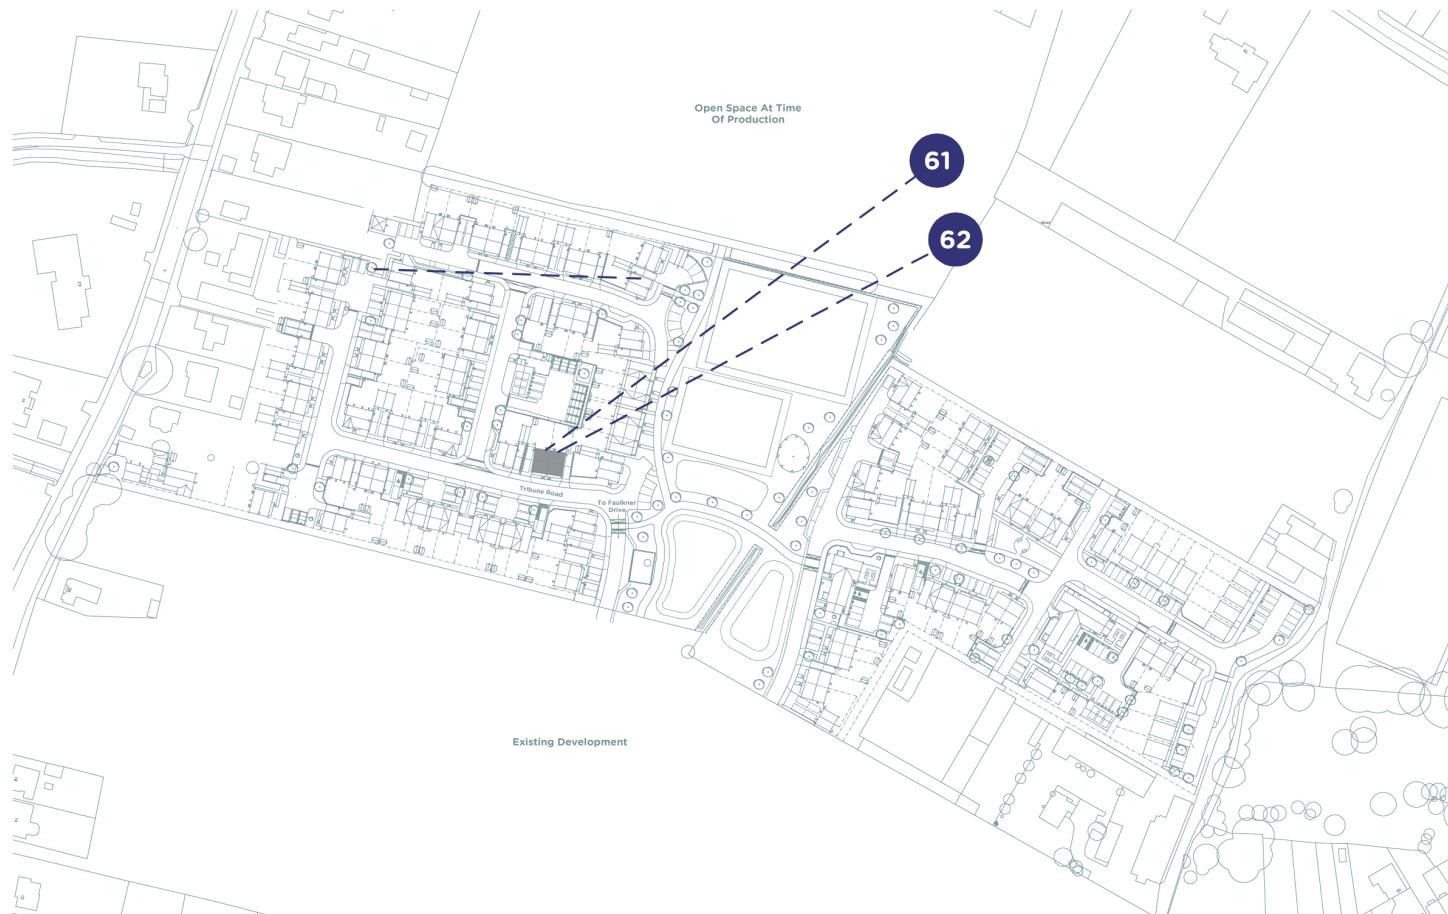 Open Space At Time
Of Production
61
62
Tribune Road
To Faulkner
Drive
Existing Development